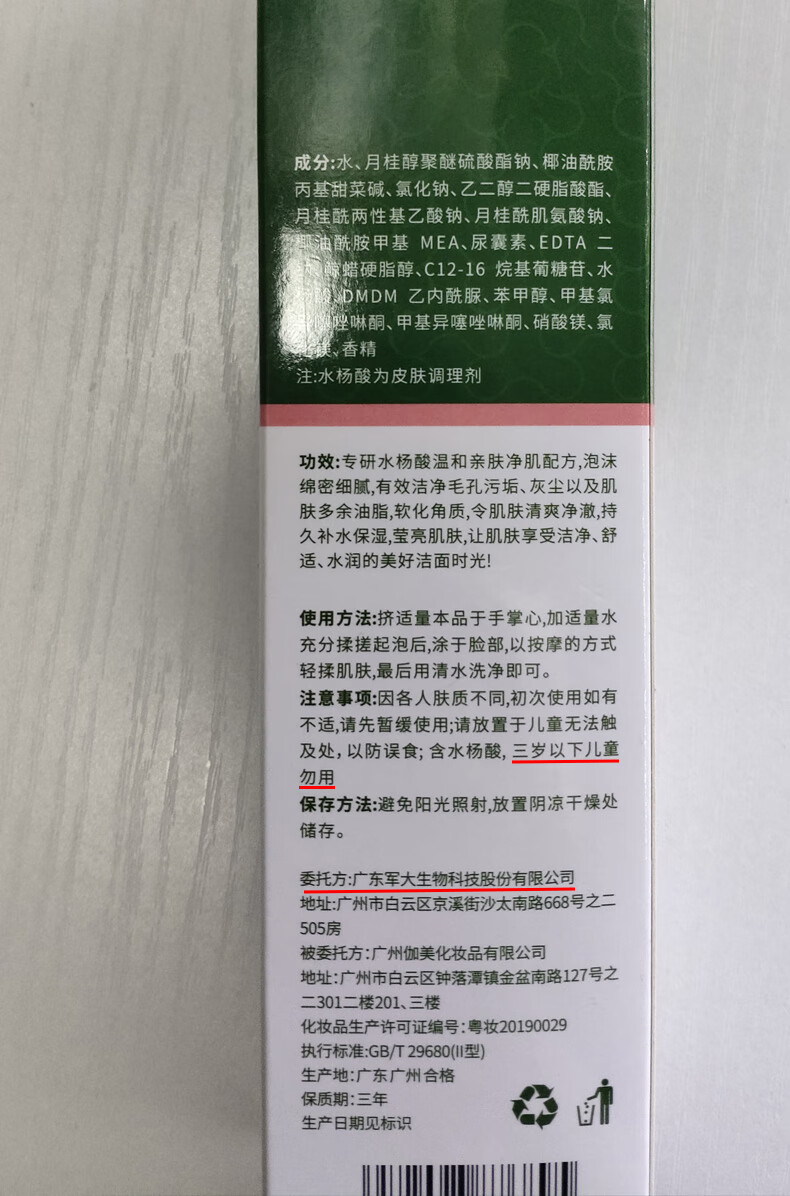 成分:水、月桂醇聚醚硫酸酯钠、椰油酰胺
丙基甜菜碱、氯化钠、乙二醇二硬脂酸酯、
月桂酰两性基乙酸钠、月桂酰肌氨酸钠、
椰油酰胺甲基 MEA、尿囊素、EDTA 二
、鲸蜡硬脂醇、C12-16 烷基葡糖苷、水
DMDM 乙内酰脲、苯甲醇、甲基氯
噻唑啉酮、甲基异噻唑啉酮、硝酸镁、氯
镁、香精
注:水杨酸为皮肤调理剂
功效:专研水杨酸温和亲肤净肌配方,泡沫
绵密细腻,有效洁净毛孔污垢、灰尘以及肌
肤多余油脂,软化角质,令肌肤清爽净澈,持
久补水保湿,莹亮肌肤,让肌肤享受洁净、舒
适、水润的美好洁面时光!
使用方法:挤适量本品于手掌心,加适量水
充分揉搓起泡后,涂于脸部,以按摩的方式
轻揉肌肤,最后用清水洗净即可。
注意事项:因各人肤质不同,初次使用如有
不适,请先暂缓使用;请放置于儿童无法触
及处,以防误食;含水杨酸,三岁以下儿童
勿用
保存方法:避免阳光照射,放置阴凉干燥处
储存。
委托方:广东军大生物科技股份有限公司
地址:广州市白云区京溪街沙太南路668号之二
505房
被委托方:广州伽美化妆品有限公司
地址:广州市白云区钟落潭镇金盆南路127号之
二301二楼201、三楼
化妆品生产许可证编号:粤妆20190029
执行标准:GB/T 29680(II型)
生产地:广东广州 合格
保质期:三年
生产日期见标识